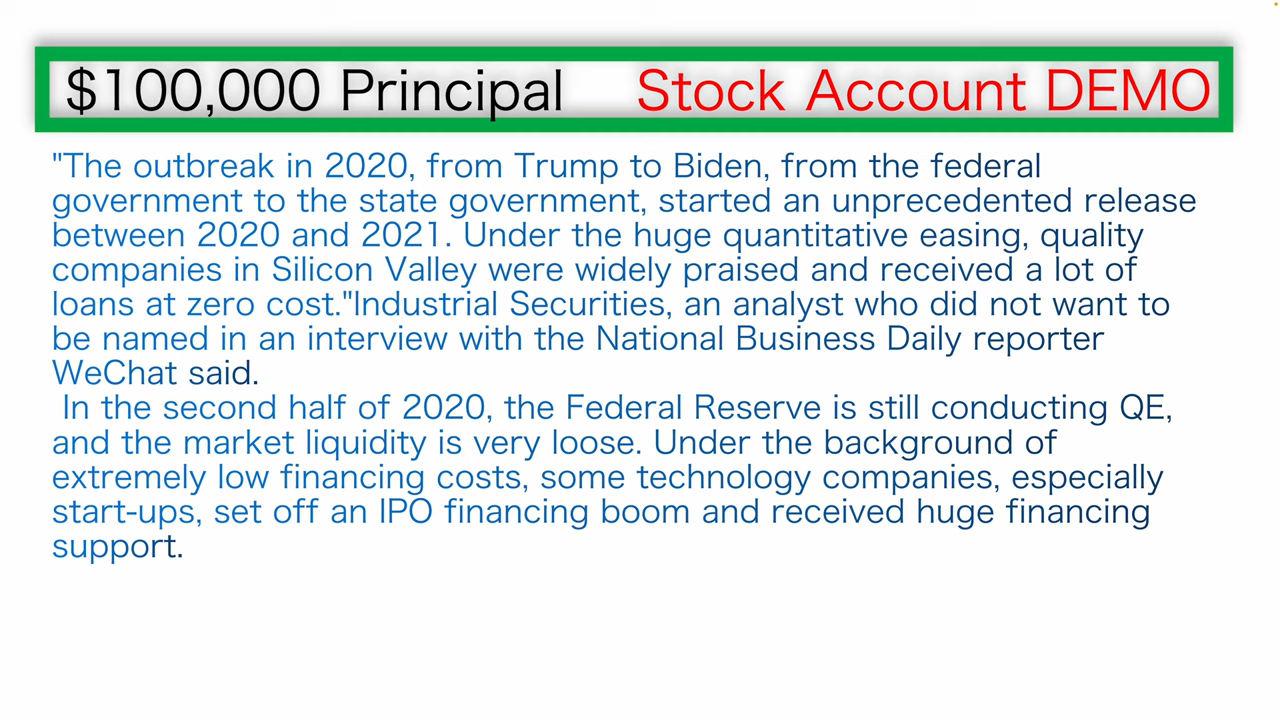 $100,000 Principal Stock Account DEMO
"The outbreak in 2020, from Trump to Biden, from the federal
government to the state government, started an unprecedented release
between 2020 and 2021. Under the huge quantitative easing, quality
companies in Silicon Valley were widely praised and received a lot of
loans at zero cost."Industrial Securities, an analyst who did not want to
be named in an interview with the National Business Daily reporter
WeChat said.
In the second half of 2020, the Federal Reserve is still conducting QE,
and the market liquidity is very loose. Under the background of
extremely low financing costs, some technology companies, especially
start-ups, set off an IPO financing boom and received huge financing
support.